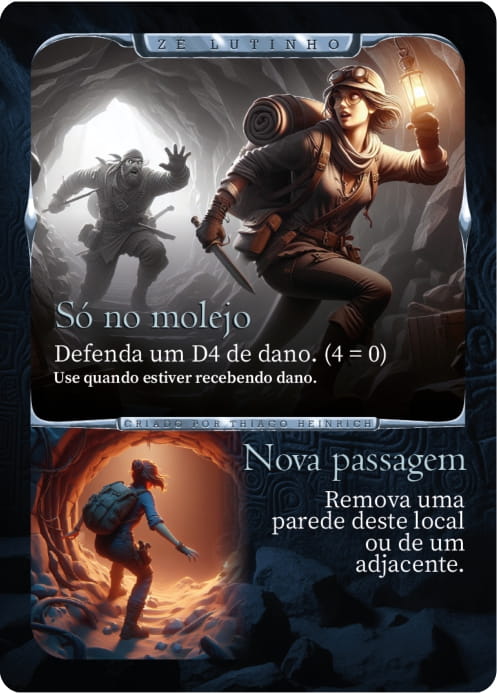 ZÉ LUTINHO
Só no molejo
Defenda um D4 de dano. (4 = 0)
Use quando estiver recebendo dano.
CRIADO POR THIAGO HEINRICH
Nova passagem
Remova uma
parede deste local
ou de um
adjacente.